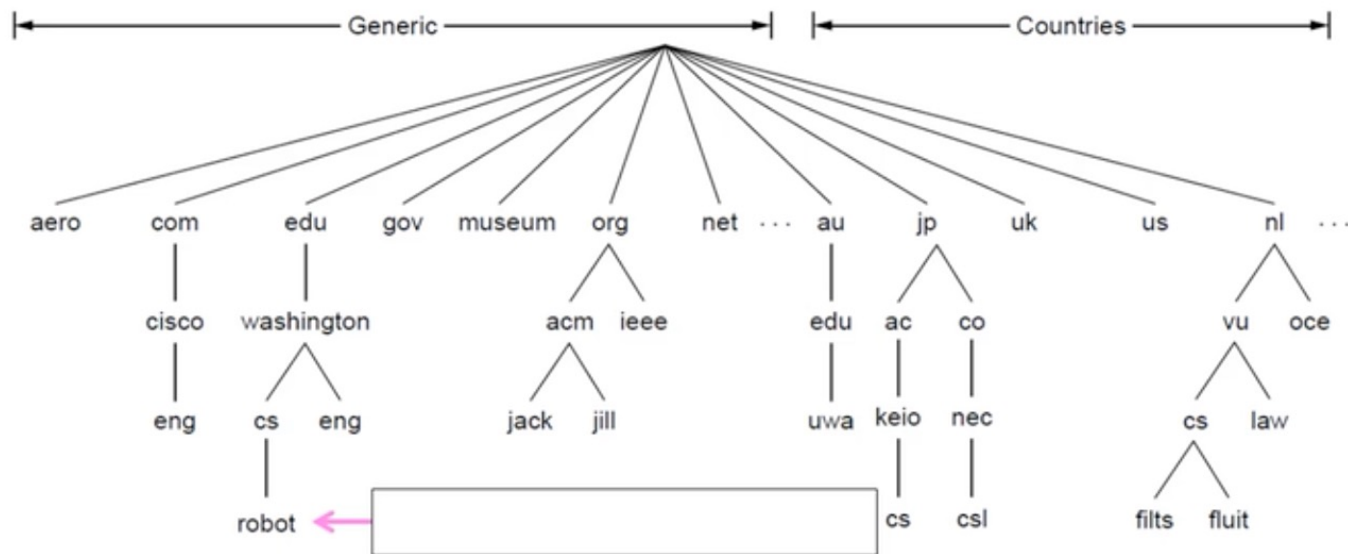 Generic Countries
aero com edu gov museum org net ... au jp uk us nl ...
cisco washington acm ieee edu ac co vu oce
eng cs eng jack jill uwa keio nec cs law
robot cs csl filts fluit